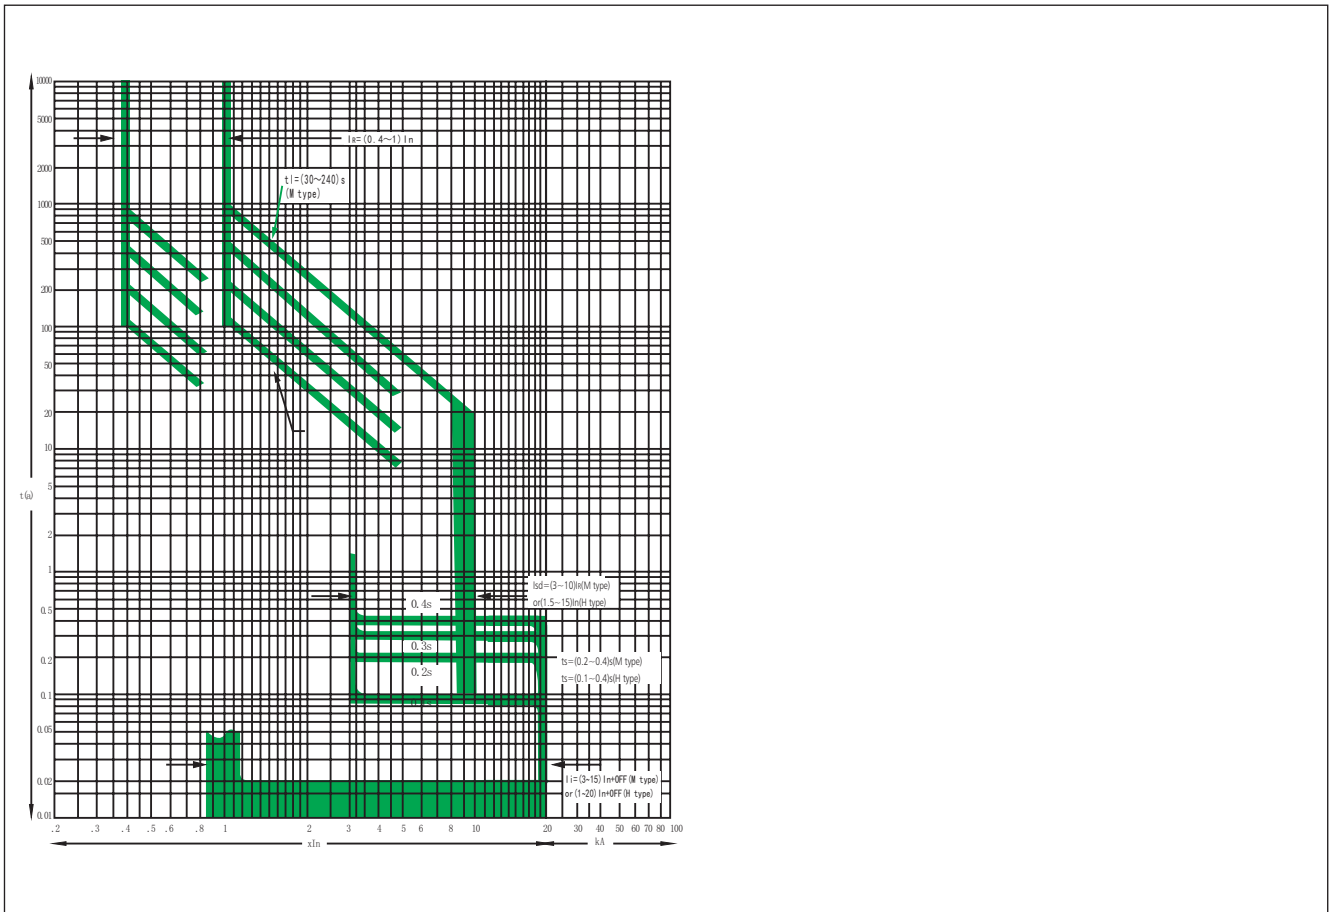 10000
5000
IR=(0.4~1)In
2000
tl=(30~240)s
(M type)
1000
500
200
100
50
20
10
5
t(s)
2
1
Isd=(3~10)IR(M type)
or(1.5~15)In(H type)
0.5
0.4s
0.3s
0.2
0.2s
ts=(0.2~0.4)s(M type)
ts=(0.1~0.4)s(H type)
0.1
0.05
0.02
Ii=(3~15)In+OFF(M type)
or(1~20)In+OFF(H type)
0.01
.2 .3 .4 .5 .6 .8 1 2 3 4 5 6 8 10 20 30 40 50 60 70 80 100
xIn kA